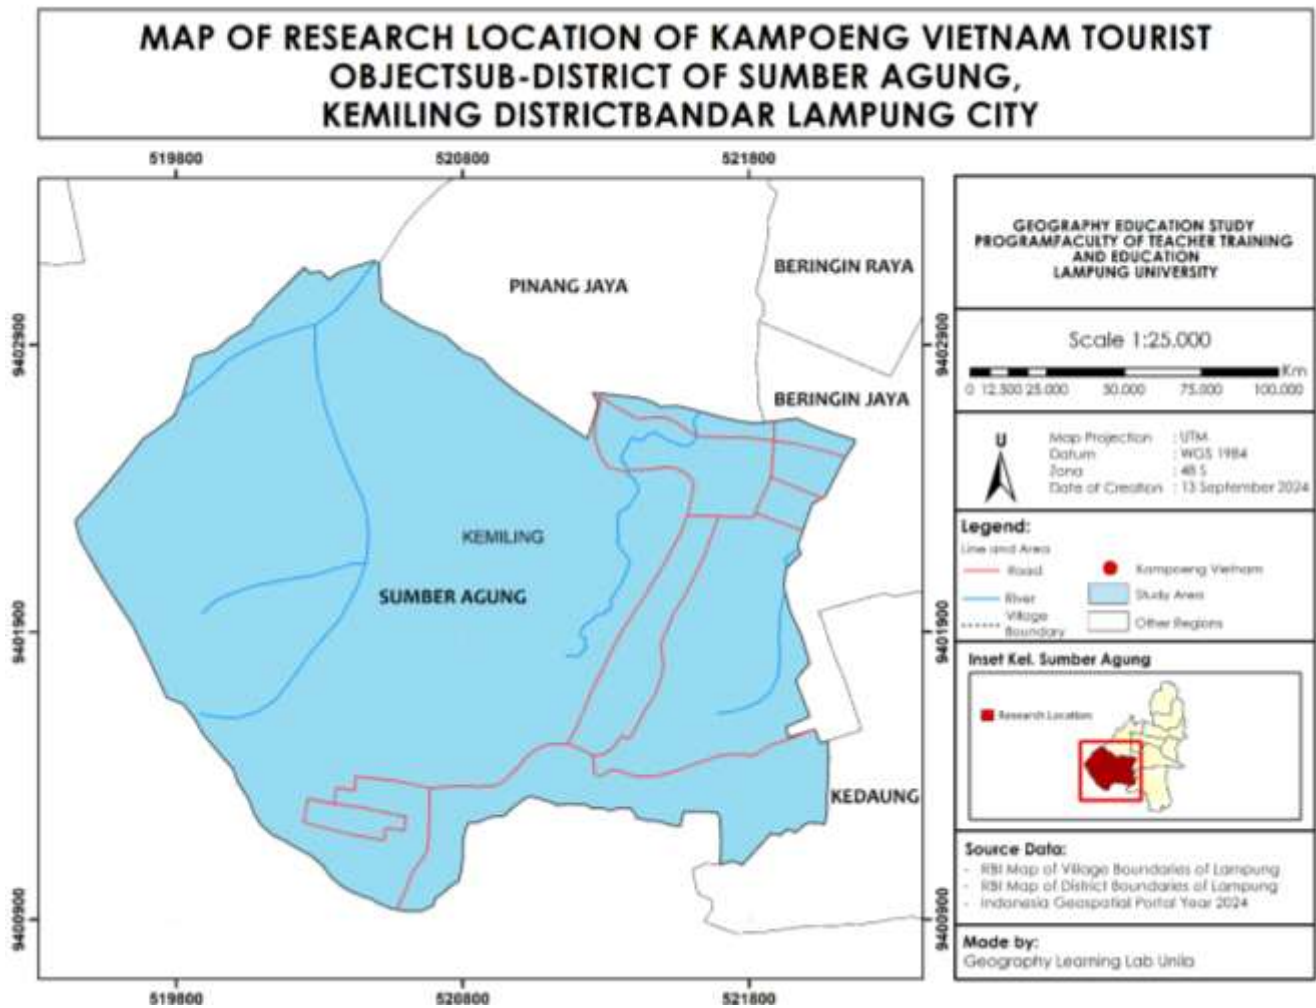 MAP OF RESEARCH LOCATION OF KAMPOENG VIETNAM TOURIST
OBJECTSUB-DISTRICT OF SUMBER AGUNG,
KEMILING DISTRICTBANDAR LAMPUNG CITY
519800 520800 521800
9402900
9401900
9400900
PINANG JAYA
BERINGIN RAYA
BERINGIN JAYA
KEMILING
SUMBER AGUNG
KEDAUNG
9402900
9401900
9400900
519800 520800 521800
GEOGRAPHY EDUCATION STUDY
PROGRAMFACULTY OF TEACHER TRAINING
AND EDUCATION
LAMPUNG UNIVERSITY
Scale 1:25.000
Km
0 12.500 25.000 50.000 75.000 100.000
U
Map Projection : UTM
Datum : WGS 1984
Zona : 48 S
Date of Creation : 13 September 2024
Legend:
Line and Area
Road
River
Village
Boundary
Kampoeng Vietnam
Study Area
Other Regions
Inset Kel. Sumber Agung
Research Location
Source Data:
- RBI Map of Village Boundaries of Lampung
- RBI Map of District Boundaries of Lampung
- Indonesia Geospatial Portal Year 2024
Made by:
Geography Learning Lab Unila